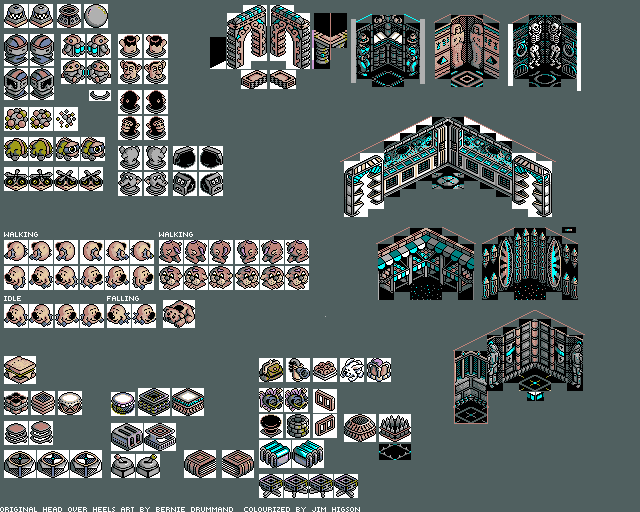 WALKING
WALKING
IDLE
FALLING
ORIGINAL HEAD OVER HEELS ART BY BERNIE DRUMMAND COLOURIZED BY JIM HIGSON